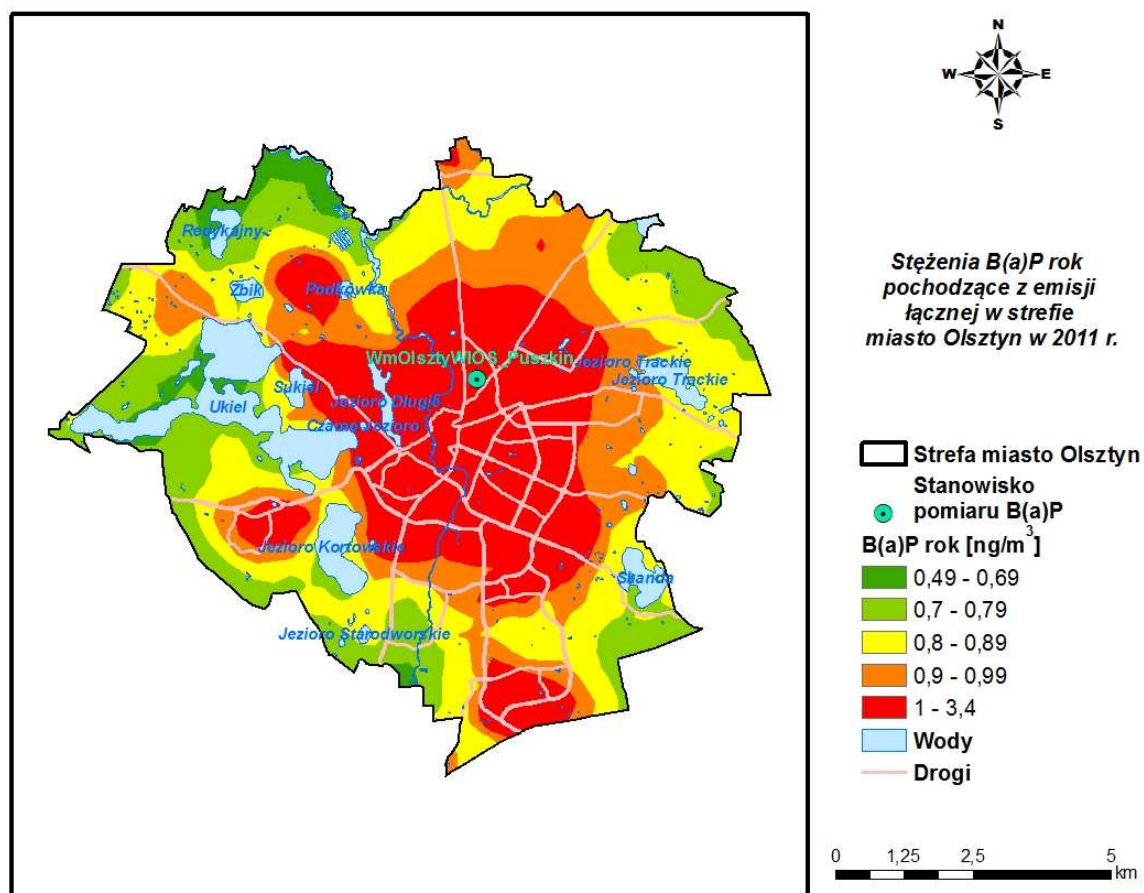 N
W E
S
Stężenia B(a)P rok
pochodzące z emisji
łącznej w strefie
miasto Olsztyn w 2011 r.
Redykajny
Żbik
Podkówka
WmOlsztyWIOS_Puszkin
Jezioro Trackie
Jezioro Trackie
Sukiel
Jezioro Długie
Ukiel
Czarne Jezioro
Jezioro Kortowskie
Skanda
Jezioro Starodworskie
Strefa miasto Olsztyn
Stanowisko
pomiaru B(a)P
B(a)P rok [ng/m³]
0,49 - 0,69
0,7 - 0,79
0,8 - 0,89
0,9 - 0,99
1 - 3,4
Wody
Drogi
0 1,25 2,5 5
km